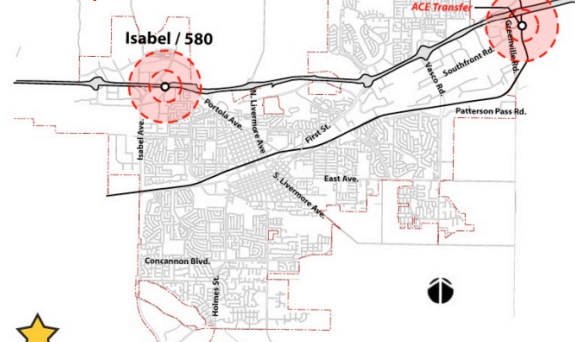 ACE Transfer
Isabel / 580
Greenville Rd.
Vasco Rd.
Southfront Rd.
Portola Ave.
N. Livermore Ave
Isabel Ave.
First St.
Patterson Pass Rd.
East Ave.
S. Livermore Ave.
Concannon Blvd.
Holmes St.